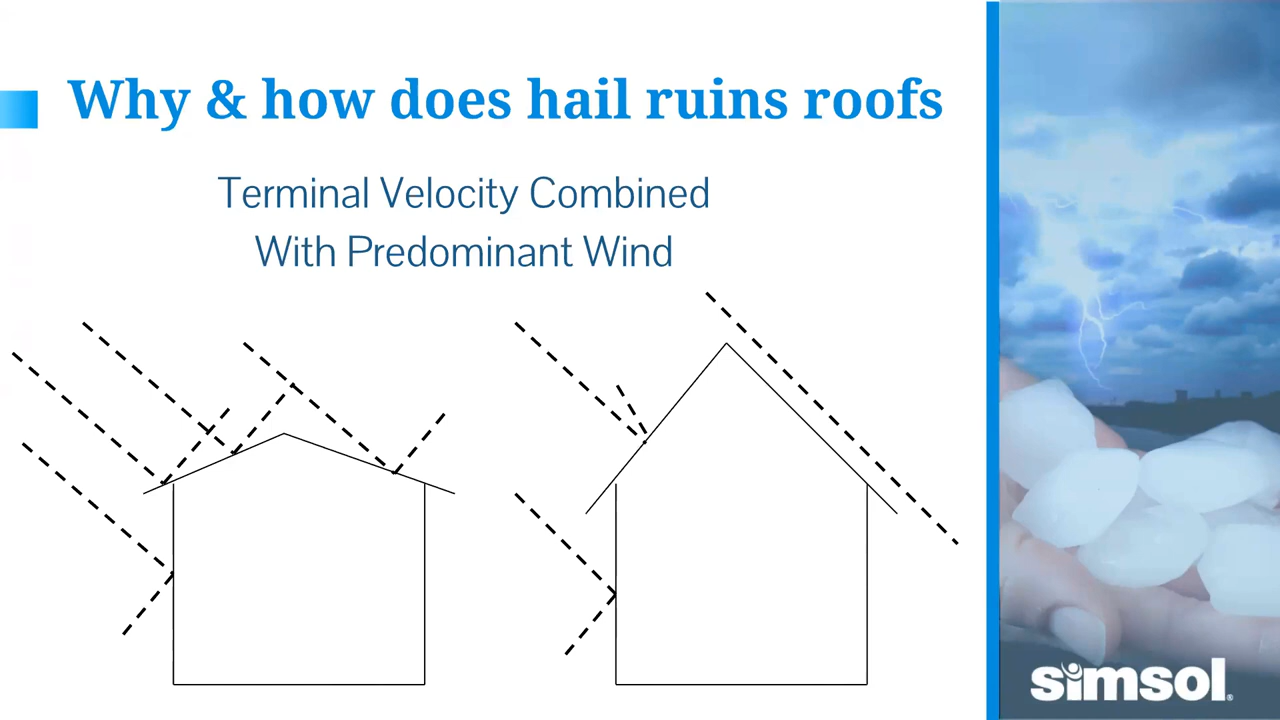 Why & how does hail ruins roofs
Terminal Velocity Combined
With Predominant Wind
simsol®